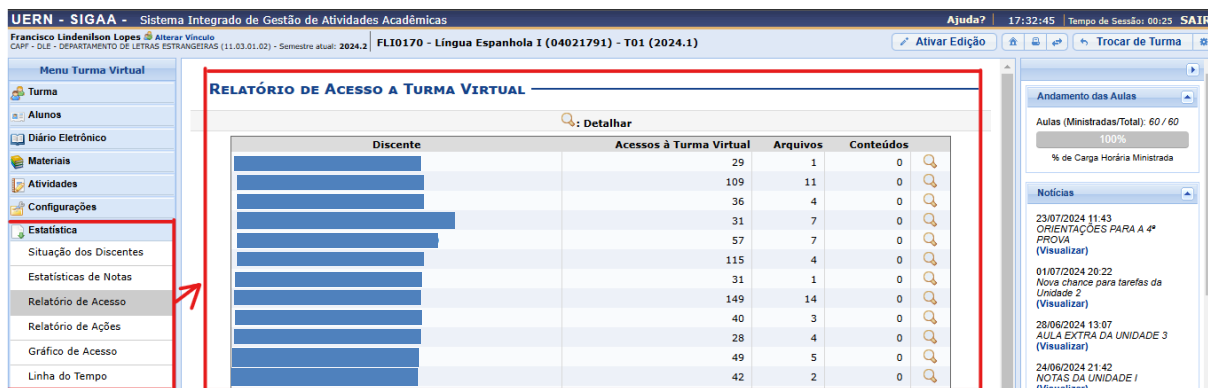 UERN - SIGAA - Sistema Integrado de Gestão de Atividades Acadêmicas
Ajuda? | 17:32:45 | Tempo de Sessão: 00:25 SAIR
Francisco Lindenilson Lopes Alterar Vínculo
CAPF - DLE - DEPARTAMENTO DE LETRAS ESTRANGEIRAS (11.03.01.02) - Semestre atual: 2024.2
FLI0170 - Língua Espanhola I (04021791) - T01 (2024.1)
Ativar Edição
Trocar de Turma
Menu Turma Virtual
Turma
Alunos
Diário Eletrônico
Materiais
Atividades
Configurações
Estatística
Situação dos Discentes
Estatísticas de Notas
Relatório de Acesso
Relatório de Ações
Gráfico de Acesso
Linha do Tempo
RELATÓRIO DE ACESSO A TURMA VIRTUAL
: Detalhar
Discente Acessos à Turma Virtual Arquivos Conteúdos
29 1 0
109 11 0
36 4 0
31 7 0
57 7 0
115 4 0
31 1 0
149 14 0
40 3 0
28 4 0
49 5 0
42 2 0
Andamento das Aulas
Aulas (Ministradas/Total): 60 / 60
100%
% de Carga Horária Ministrada
Notícias
23/07/2024 11:43
ORIENTAÇÕES PARA A 4ª
PROVA
(Visualizar)
01/07/2024 20:22
Nova chance para tarefas da
Unidade 2
(Visualizar)
28/06/2024 13:07
AULA EXTRA DA UNIDADE 3
(Visualizar)
24/06/2024 21:42
NOTAS DA UNIDADE I
(Visualizar)